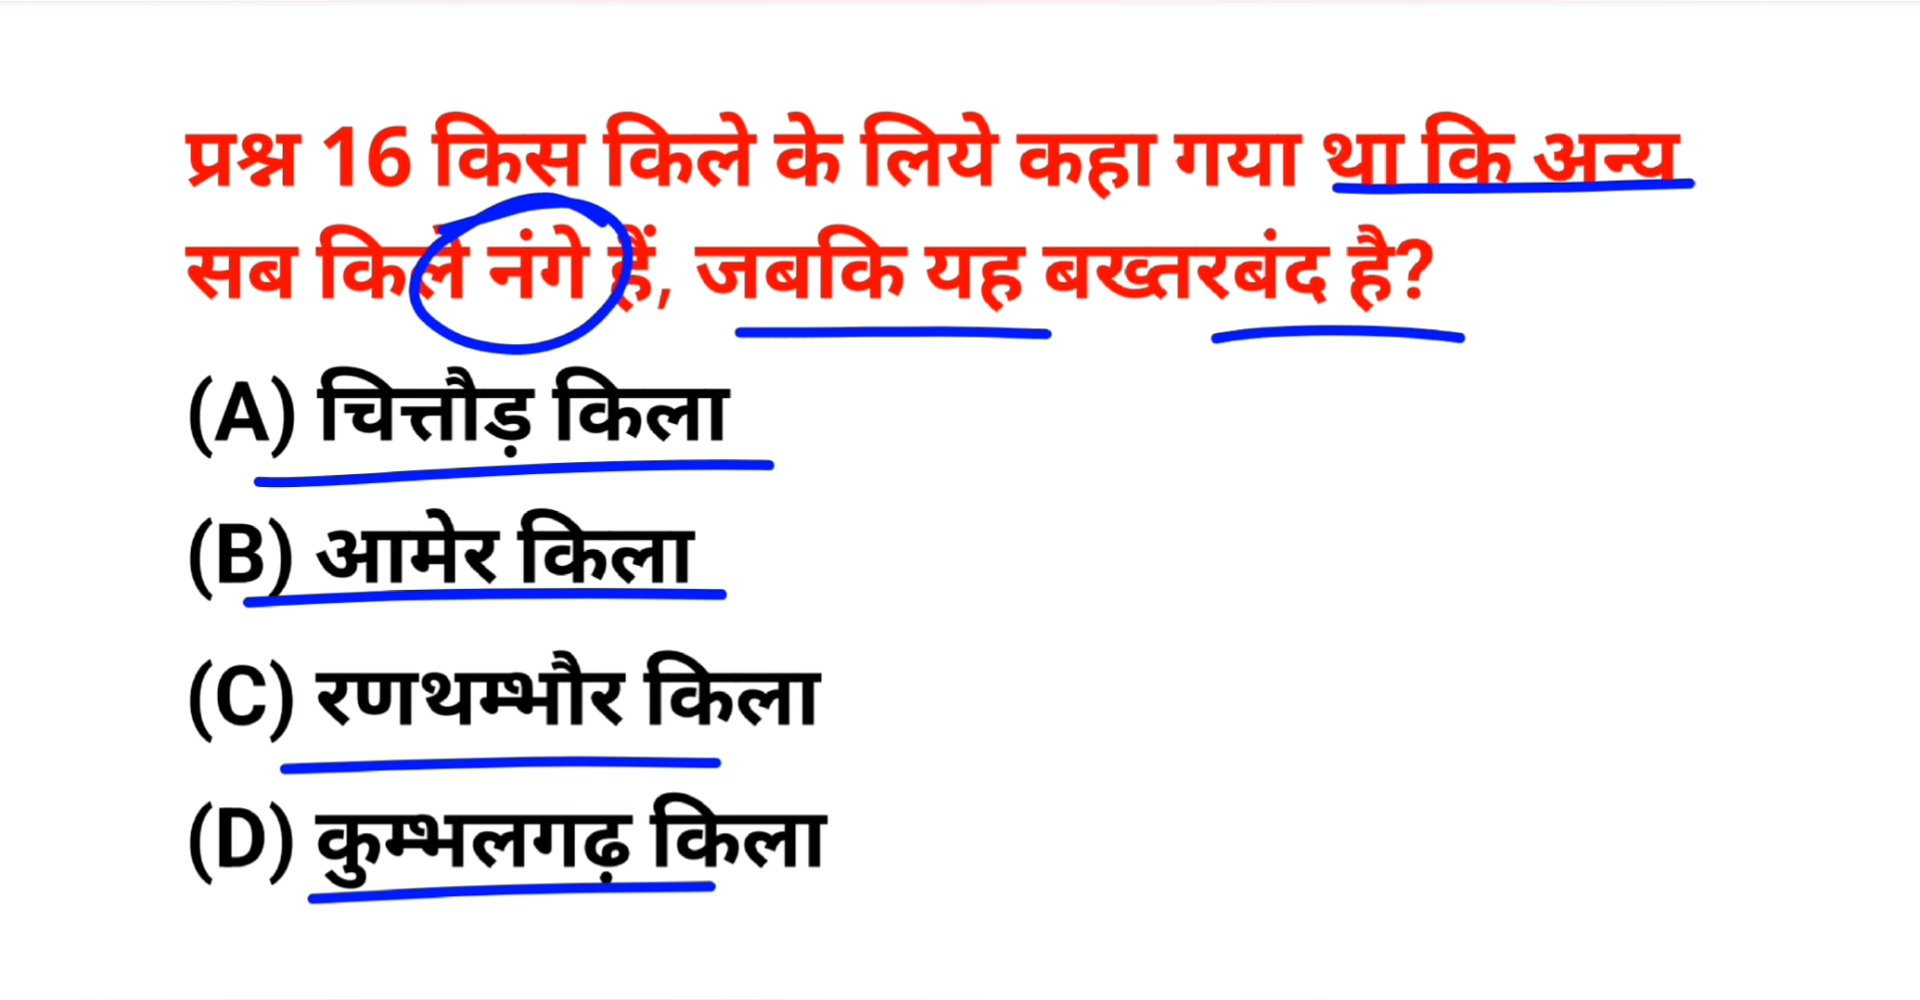 प्रश्न 16 किस किले के लिये कहा गया था कि अन्य
सब किले नंगे हैं, जबकि यह बख्तरबंद है?
(A) चित्तौड़ किला
(B) आमेर किला
(C) रणथम्भौर किला
(D) कुम्भलगढ़ किला